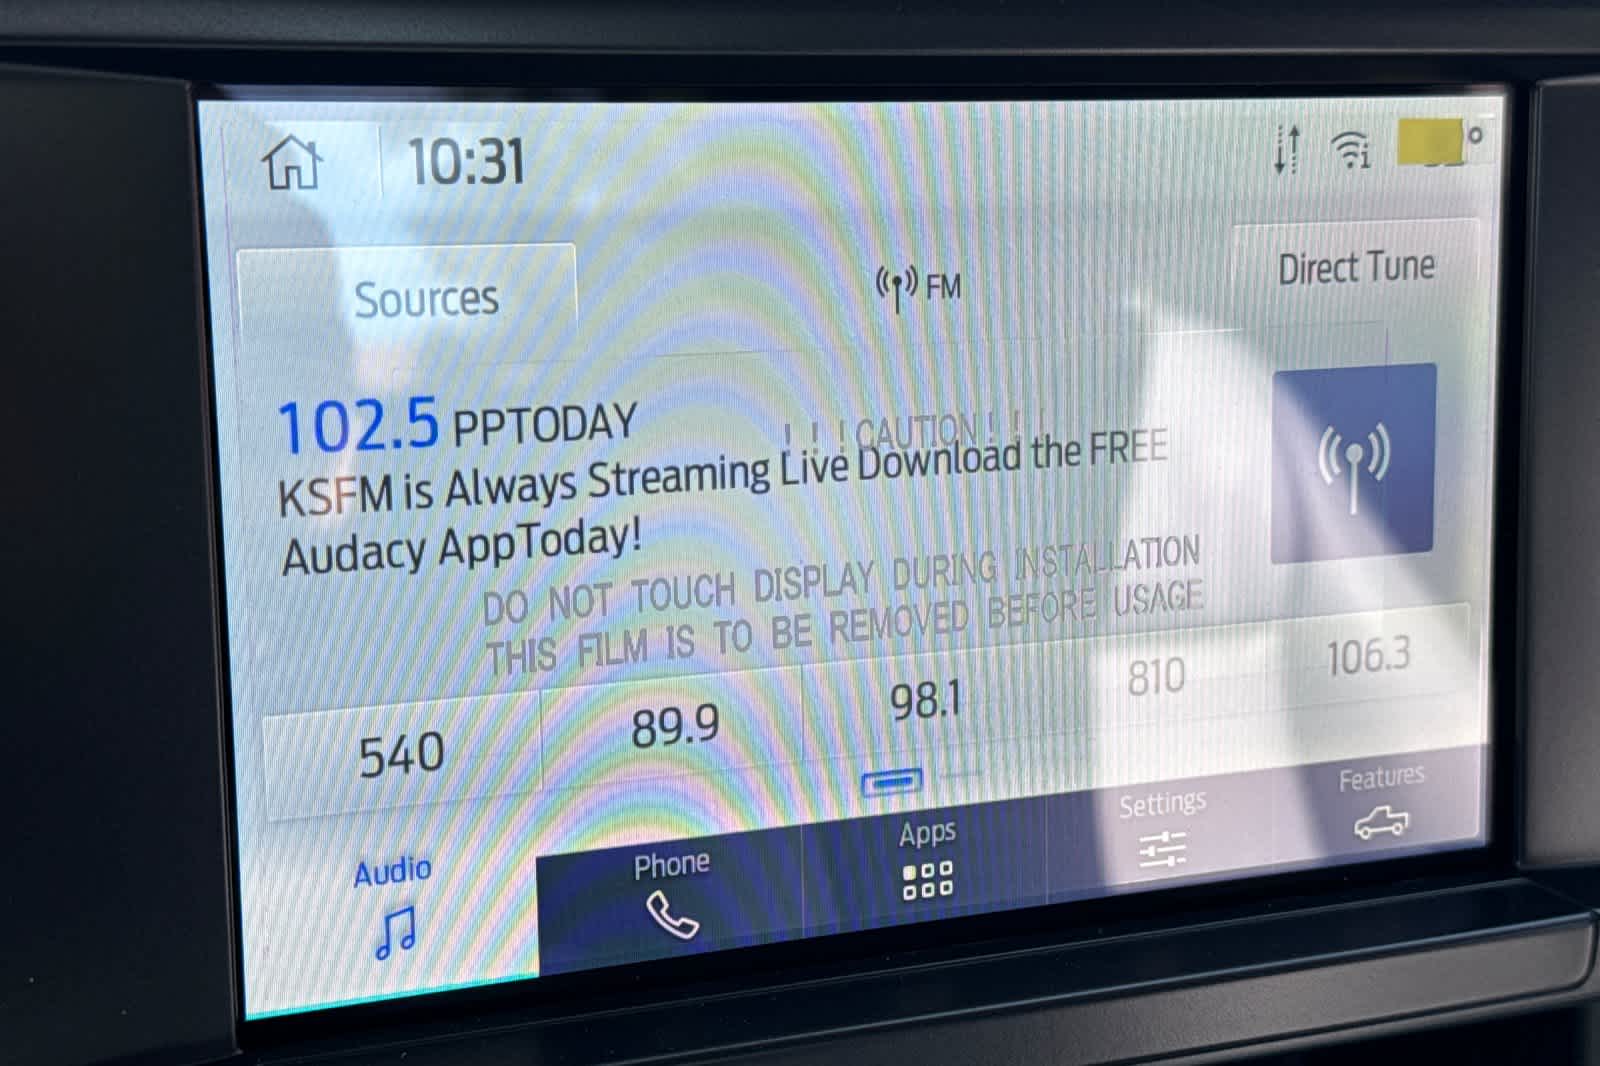 10:31
Sources
FM
Direct Tune
102.5 PPTODAY
! ! ! CAUTION ! ! !
KSFM is Always Streaming Live Download the FREE
Audacy AppToday!
DO NOT TOUCH DISPLAY DURING INSTALLATION
THIS FILM IS TO BE REMOVED BEFORE USAGE
540 89.9 98.1 810 106.3
Audio Phone Apps Settings Features